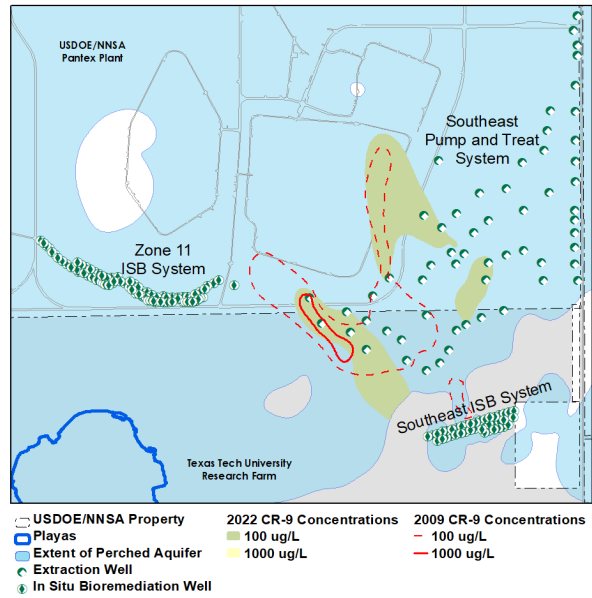 USDOE/NNSA
Pantex Plant
Southeast
Pump and Treat
System
Zone 11
ISB System
Southeast ISB System
Texas Tech University
Research Farm
USDOE/NNSA Property
Playas
Extent of Perched Aquifer
Extraction Well
In Situ Bioremediation Well
2022 CR-9 Concentrations
100 ug/L
1000 ug/L
2009 CR-9 Concentrations
100 ug/L
1000 ug/L